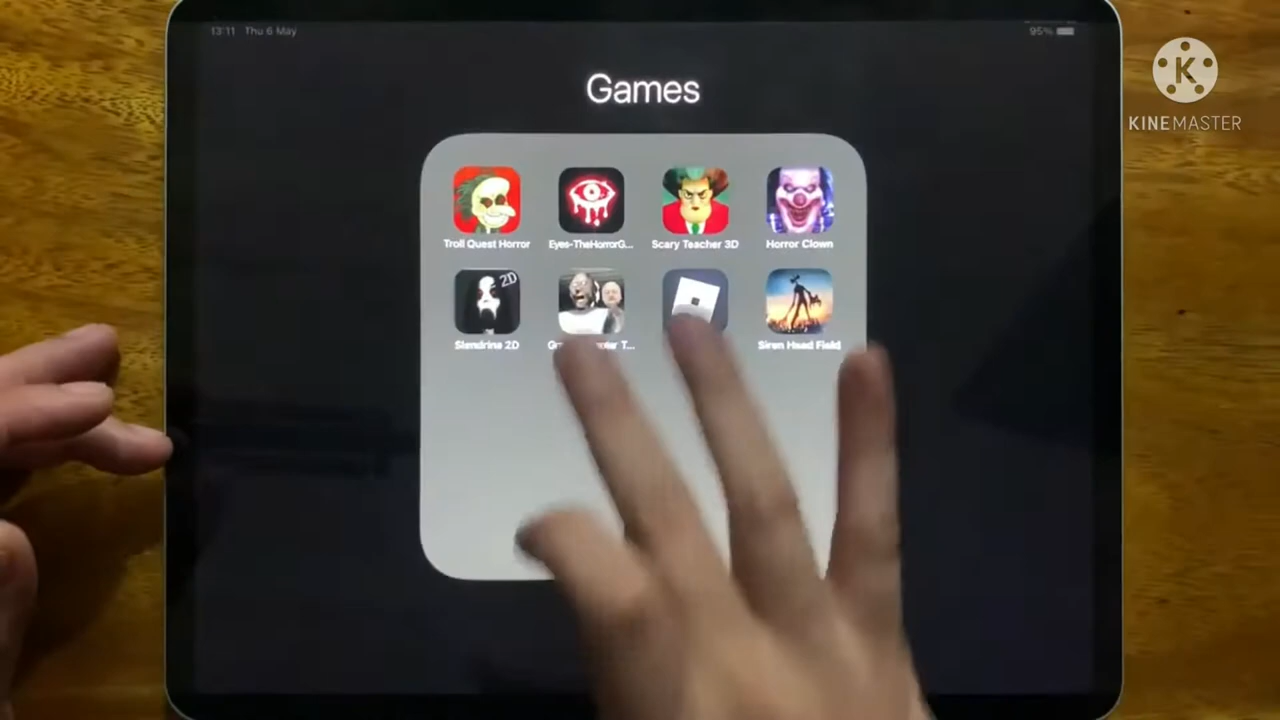 13:11 Thu 6 May
95%
Games
KINEMASTER
Troll Quest Horror
Eyes-TheHorrorG...
Scary Teacher 3D
Horror Clown
2D
Slendrina 2D
T...
Siren Head Field